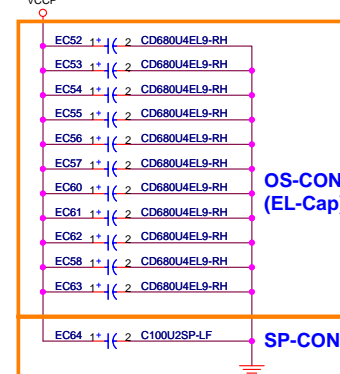 VCCP
EC52 1+ 2 CD680U4EL9-RH
EC53 1+ 2 CD680U4EL9-RH
EC54 1+ 2 CD680U4EL9-RH
EC55 1+ 2 CD680U4EL9-RH
EC56 1+ 2 CD680U4EL9-RH
EC57 1+ 2 CD680U4EL9-RH
EC60 1+ 2 CD680U4EL9-RH
OS-CON
EC61 1+ 2 CD680U4EL9-RH
(EL-Cap)
EC62 1+ 2 CD680U4EL9-RH
EC58 1+ 2 CD680U4EL9-RH
EC63 1+ 2 CD680U4EL9-RH
EC64 1+ 2 C100U2SP-LF
SP-CON